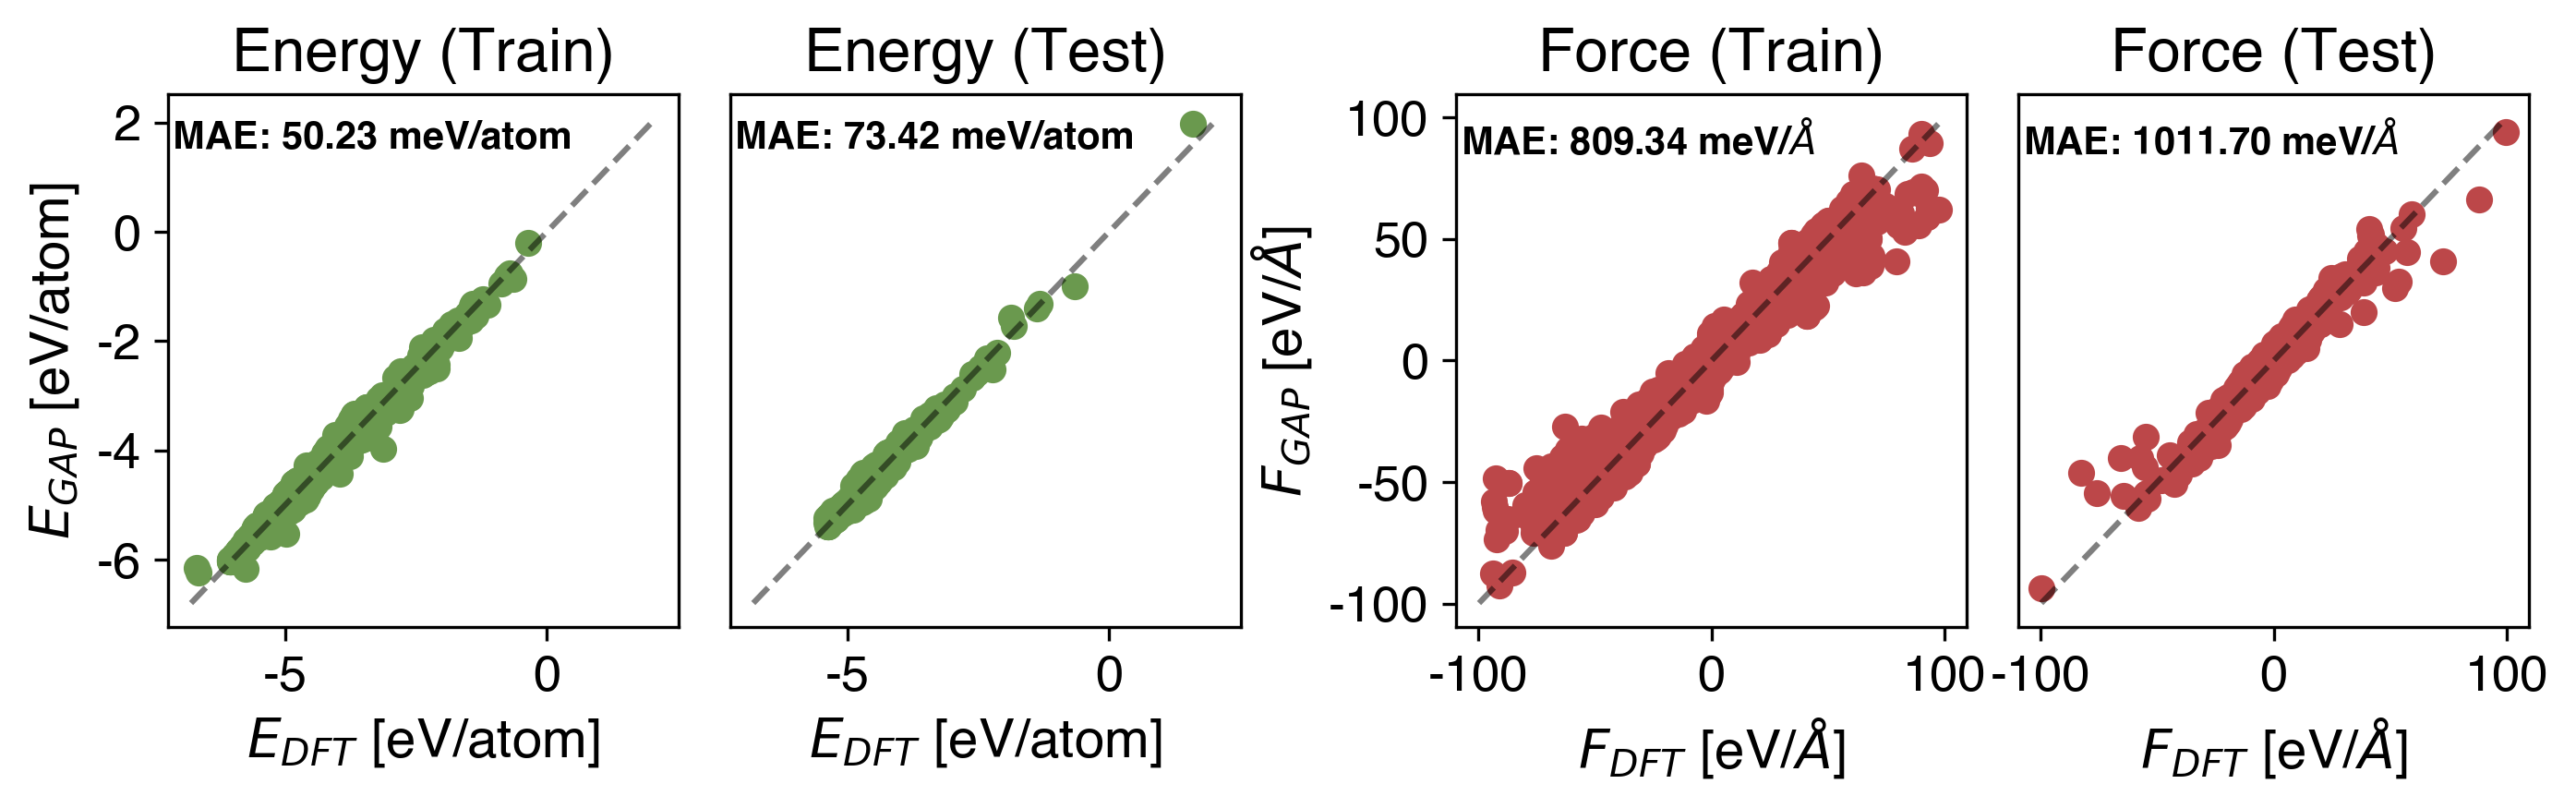 Energy (Train)
MAE: 50.23 meV/atom
2
0
-2
-4
-6
E_GAP [eV/atom]
-5
0
E_DFT [eV/atom]
Energy (Test)
MAE: 73.42 meV/atom
-5
0
E_DFT [eV/atom]
Force (Train)
MAE: 809.34 meV/Å
100
50
0
-50
-100
F_GAP [eV/Å]
-100
0
100
F_DFT [eV/Å]
Force (Test)
MAE: 1011.70 meV/Å
-100
0
100
F_DFT [eV/Å]